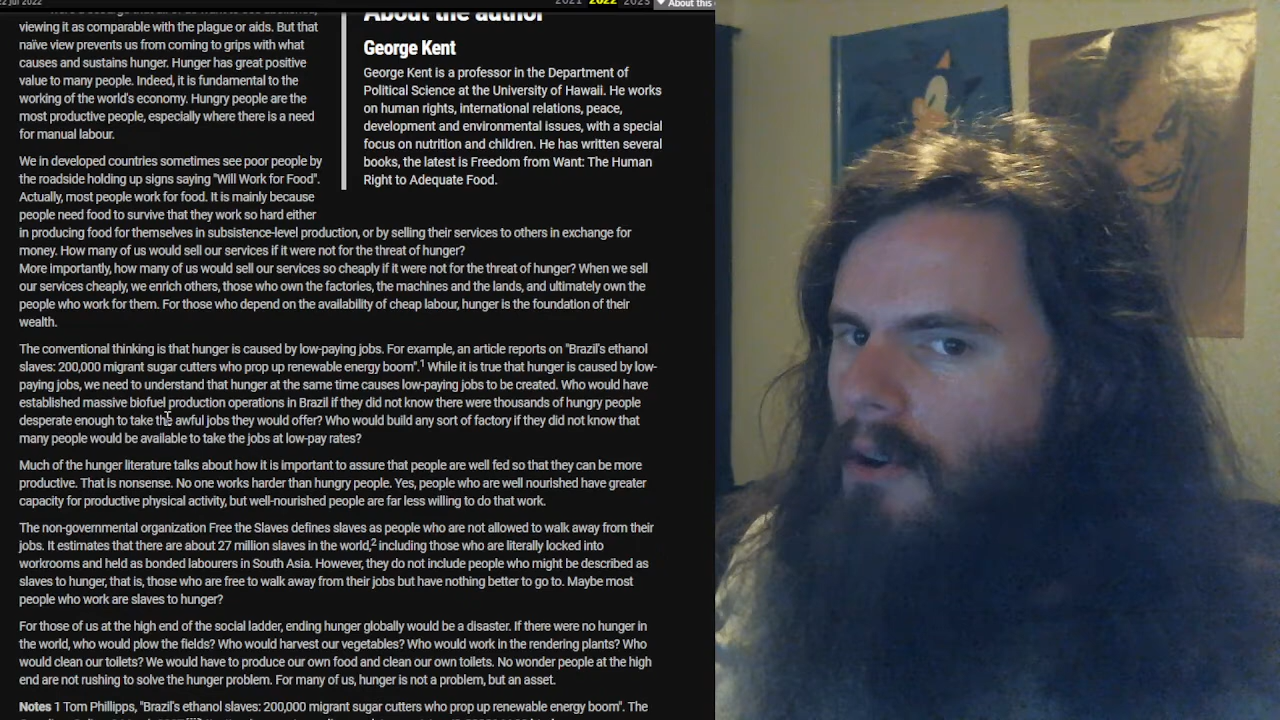 22 Jul 2022
2021 2022 2023 ▼ About this
viewing it as comparable with the plague or aids. But that
naïve view prevents us from coming to grips with what
causes and sustains hunger. Hunger has great positive
value to many people. Indeed, it is fundamental to the
working of the world's economy. Hungry people are the
most productive people, especially where there is a need
for manual labour.
We in developed countries sometimes see poor people by
the roadside holding up signs saying "Will Work for Food".
Actually, most people work for food. It is mainly because
people need food to survive that they work so hard either
About the author
George Kent
George Kent is a professor in the Department of
Political Science at the University of Hawaii. He works
on human rights, international relations, peace,
development and environmental issues, with a special
focus on nutrition and children. He has written several
books, the latest is Freedom from Want: The Human
Right to Adequate Food.
in producing food for themselves in subsistence-level production, or by selling their services to others in exchange for
money. How many of us would sell our services if it were not for the threat of hunger?
More importantly, how many of us would sell our services so cheaply if it were not for the threat of hunger? When we sell
our services cheaply, we enrich others, those who own the factories, the machines and the lands, and ultimately own the
people who work for them. For those who depend on the availability of cheap labour, hunger is the foundation of their
wealth.
The conventional thinking is that hunger is caused by low-paying jobs. For example, an article reports on "Brazil's ethanol
slaves: 200,000 migrant sugar cutters who prop up renewable energy boom".1 While it is true that hunger is caused by low-
paying jobs, we need to understand that hunger at the same time causes low-paying jobs to be created. Who would have
established massive biofuel production operations in Brazil if they did not know there were thousands of hungry people
desperate enough to take the awful jobs they would offer? Who would build any sort of factory if they did not know that
many people would be available to take the jobs at low-pay rates?
Much of the hunger literature talks about how it is important to assure that people are well fed so that they can be more
productive. That is nonsense. No one works harder than hungry people. Yes, people who are well nourished have greater
capacity for productive physical activity, but well-nourished people are far less willing to do that work.
The non-governmental organization Free the Slaves defines slaves as people who are not allowed to walk away from their
jobs. It estimates that there are about 27 million slaves in the world,2 including those who are literally locked into
workrooms and held as bonded labourers in South Asia. However, they do not include people who might be described as
slaves to hunger, that is, those who are free to walk away from their jobs but have nothing better to go to. Maybe most
people who work are slaves to hunger?
For those of us at the high end of the social ladder, ending hunger globally would be a disaster. If there were no hunger in
the world, who would plow the fields? Who would harvest our vegetables? Who would work in the rendering plants? Who
would clean our toilets? We would have to produce our own food and clean our own toilets. No wonder people at the high
end are not rushing to solve the hunger problem. For many of us, hunger is not a problem, but an asset.
Notes 1 Tom Phillipps, "Brazil's ethanol slaves: 200,000 migrant sugar cutters who prop up renewable energy boom". The